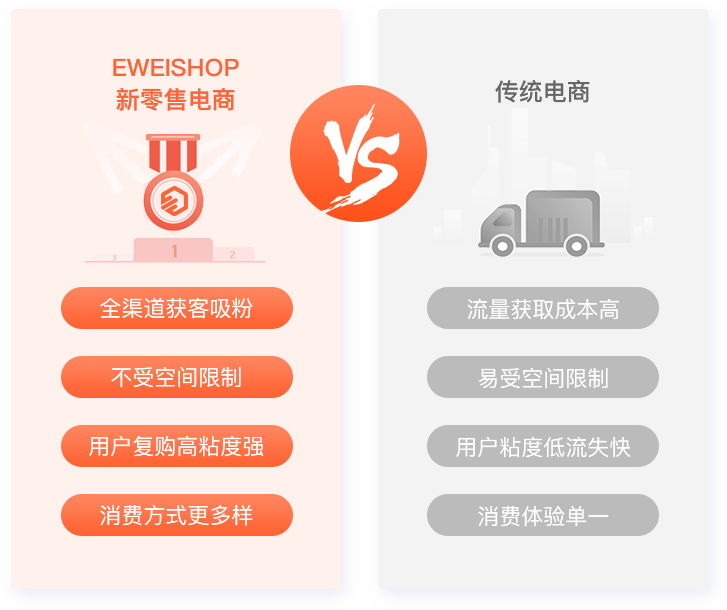 EWEISHOP
新零售电商
VS
传统电商
1
2
3
全渠道获客吸粉
不受空间限制
用户复购高粘度强
消费方式更多样
流量获取成本高
易受空间限制
用户粘度低流失快
消费体验单一